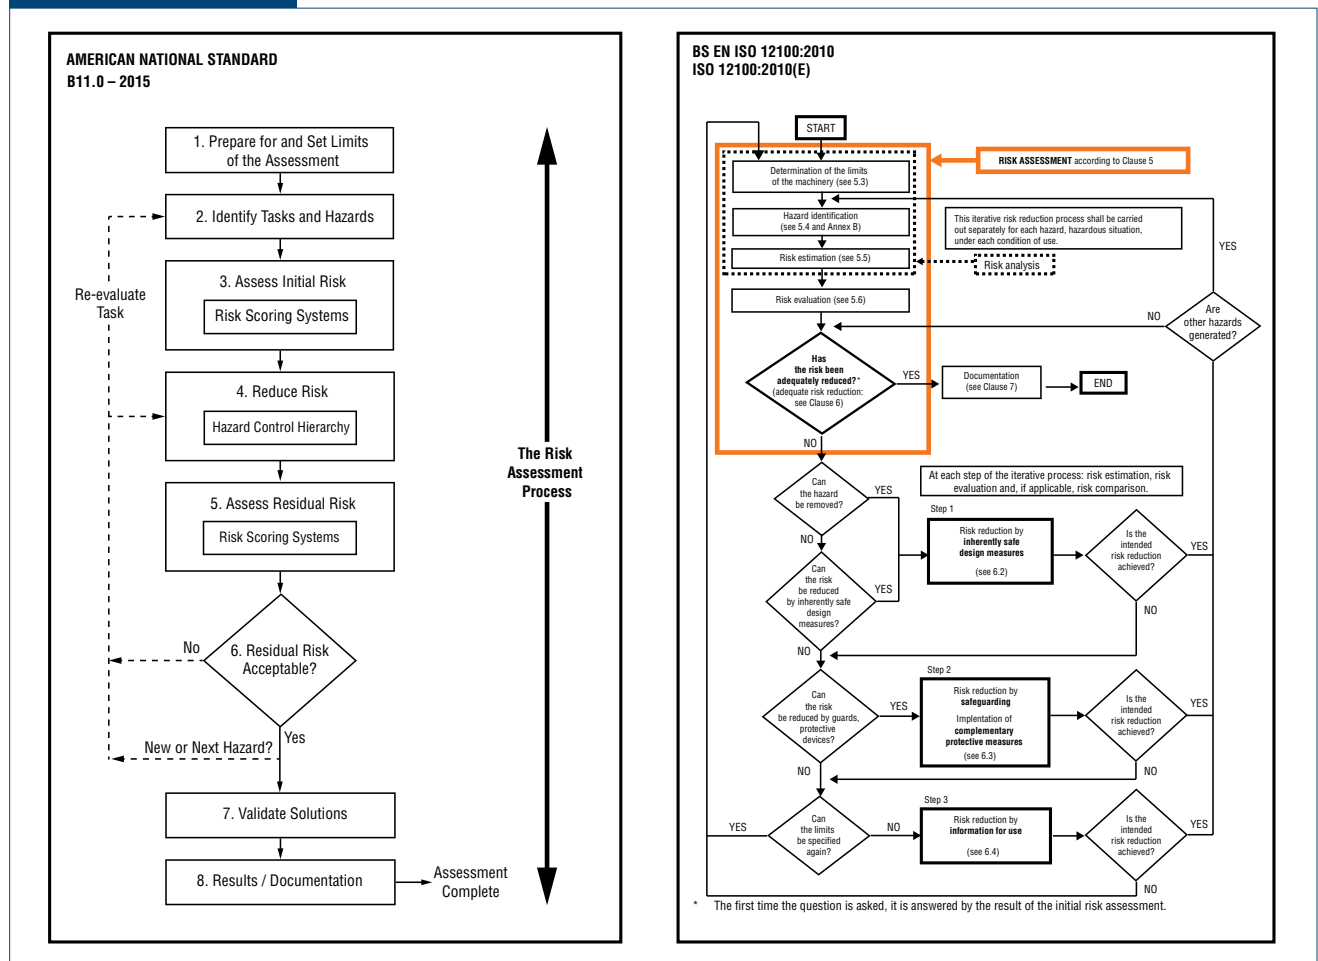 AMERICAN NATIONAL STANDARD
B11.0 – 2015
1. Prepare for and Set Limits
of the Assessment
2. Identify Tasks and Hazards
3. Assess Initial Risk
Risk Scoring Systems
Re-evaluate
Task
4. Reduce Risk
Hazard Control Hierarchy
5. Assess Residual Risk
Risk Scoring Systems
6. Residual Risk
Acceptable?
No
Yes
New or Next Hazard?
7. Validate Solutions
8. Results / Documentation
Assessment
Complete
The Risk
Assessment
Process
BS EN ISO 12100:2010
ISO 12100:2010(E)
START
RISK ASSESSMENT according to Clause 5
Determination of the limits
of the machinery (see 5.3)
Hazard identification
(see 5.4 and Annex B)
This iterative risk reduction process shall be carried
out separately for each hazard, hazardous situation,
under each condition of use.
Risk estimation (see 5.5)
Risk analysis
YES
Risk evaluation (see 5.6)
NO
Are
other hazards
generated?
Has
the risk been
adequately reduced?*
(adequate risk reduction:
see Clause 6)
YES
Documentation
(see Clause 7)
END
NO
Can
the hazard
be removed?
YES
At each step of the iterative process: risk estimation, risk
evaluation and, if applicable, risk comparison.
Step 1
Risk reduction by
inherently safe
design measures
(see 6.2)
Is the
intended
risk reduction
achieved?
YES
NO
NO
Can
the risk
be reduced
by inherently safe
design
measures?
YES
NO
Step 2
Can
the risk
be reduced by guards,
protective
devices?
YES
Risk reduction by
safeguarding
Implentation of
complementary
protective measures
(see 6.3)
Is the
intended
risk reduction
achieved?
YES
NO
NO
Step 3
Can
the limits
be specified
again?
YES
NO
Risk reduction by
information for use
(see 6.4)
Is the
intended
risk reduction
achieved?
YES
NO
* The first time the question is asked, it is answered by the result of the initial risk assessment.